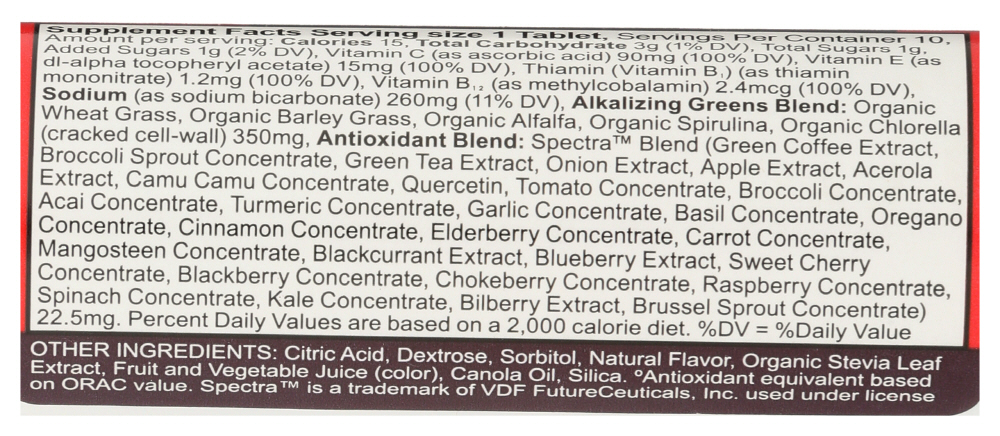 Supplement Facts Serving size 1 Tablet, Servings Per Container 10,
Amount per serving: Calories 15, Total Carbohydrate 3g (1% DV), Total Sugars 1g,
Added Sugars 1g (2% DV), Vitamin C (as ascorbic acid) 90mg (100% DV), Vitamin E (as
dl-alpha tocopheryl acetate) 15mg (100% DV), Thiamin (Vitamin B₁) (as thiamin
mononitrate) 1.2mg (100% DV), Vitamin B₁₂ (as methylcobalamin) 2.4mcg (100% DV),
Sodium (as sodium bicarbonate) 260mg (11% DV), Alkalizing Greens Blend: Organic
Wheat Grass, Organic Barley Grass, Organic Alfalfa, Organic Spirulina, Organic Chlorella
(cracked cell-wall) 350mg, Antioxidant Blend: Spectra™ Blend (Green Coffee Extract,
Broccoli Sprout Concentrate, Green Tea Extract, Onion Extract, Apple Extract, Acerola
Extract, Camu Camu Concentrate, Quercetin, Tomato Concentrate, Broccoli Concentrate,
Acai Concentrate, Turmeric Concentrate, Garlic Concentrate, Basil Concentrate, Oregano
Concentrate, Cinnamon Concentrate, Elderberry Concentrate, Carrot Concentrate,
Mangosteen Concentrate, Blackcurrant Extract, Blueberry Extract, Sweet Cherry
Concentrate, Blackberry Concentrate, Chokeberry Concentrate, Raspberry Concentrate,
Spinach Concentrate, Kale Concentrate, Bilberry Extract, Brussel Sprout Concentrate)
22.5mg. Percent Daily Values are based on a 2,000 calorie diet. %DV = %Daily Value
OTHER INGREDIENTS: Citric Acid, Dextrose, Sorbitol, Natural Flavor, Organic Stevia Leaf
Extract, Fruit and Vegetable Juice (color), Canola Oil, Silica. ºAntioxidant equivalent based
on ORAC value. Spectra™ is a trademark of VDF FutureCeuticals, Inc. used under license